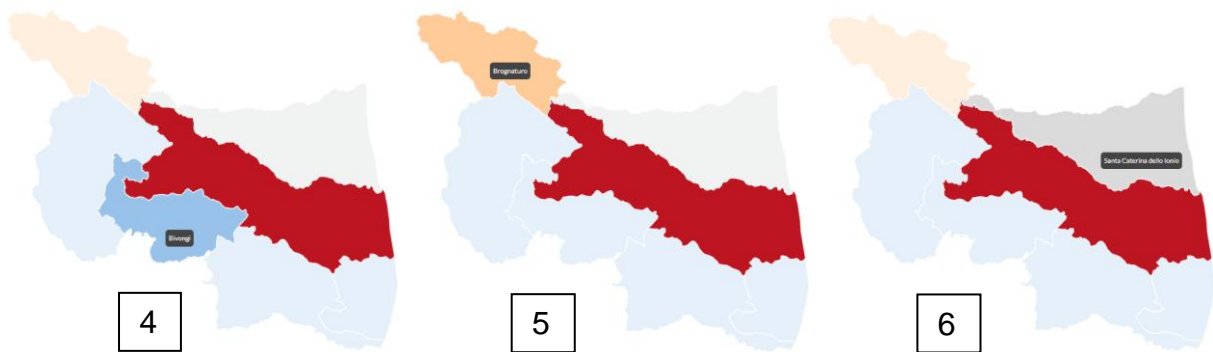 Bivongi
Brognaturo
Santa Caterina dello Ionio
4
5
6